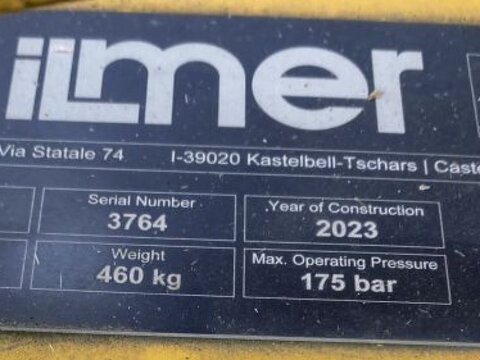 iLmer
Via Statale 74 I-39020 Kastelbell-Tschars |
Serial Number
3764
Year of Construction
2023
Weight
460 kg
Max. Operating Pressure
175 bar